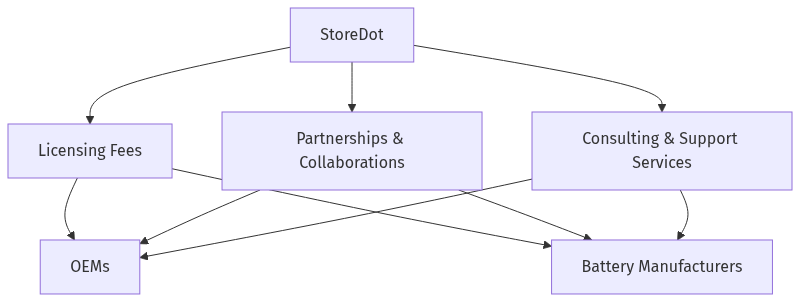 StoreDot
Licensing Fees
Partnerships &
Collaborations
Consulting & Support
Services
OEMs
Battery Manufacturers